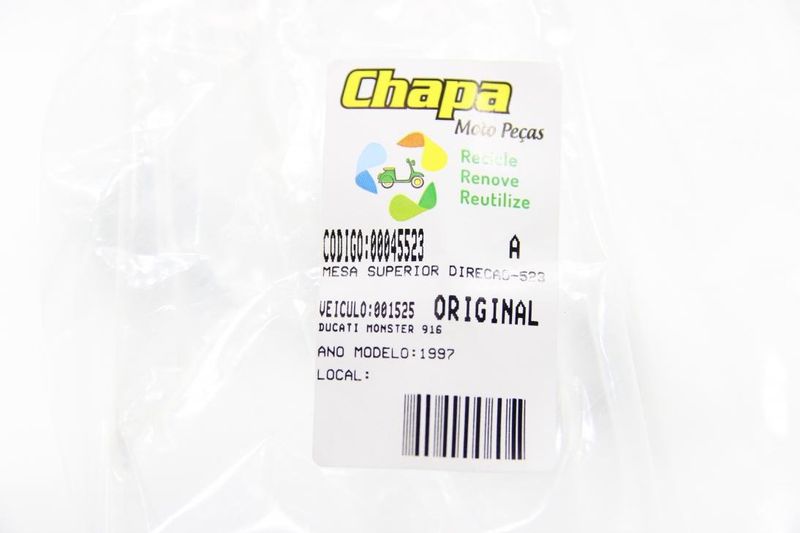 Chapa
Moto Peças
Recicle
Renove
Reutilize
CODIGO:00045523 A
MESA SUPERIOR DIRECAO-523
VEICULO:001525 ORIGINAL
DUCATI MONSTER 916
ANO MODELO:1997
LOCAL: